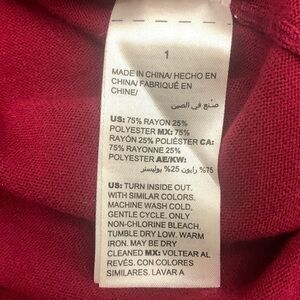 1
MADE IN CHINA/ HECHO EN
CHINA/ FABRIQUÉ EN
CHINE/
صنع في الصين
US: 75% RAYON 25%
POLYESTER MX: 75%
RAYÓN 25% POLIÉSTER CA:
75% RAYONNE 25%
POLYESTER AE/KW:
75% رايون 25% بوليستر
US: TURN INSIDE OUT.
WITH SIMILAR COLORS.
MACHINE WASH COLD,
GENTLE CYCLE. ONLY
NON-CHLORINE BLEACH.
TUMBLE DRY LOW. WARM
IRON. MAY BE DRY
CLEANED MX: VOLTEAR AL
REVÉS. CON COLORES
SIMILARES. LAVAR A